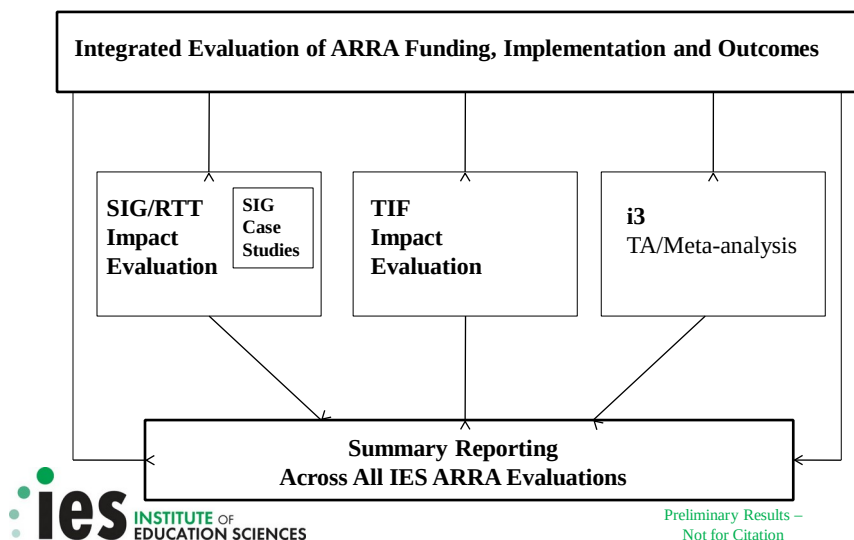 Integrated Evaluation of ARRA Funding, Implementation and Outcomes
SIG/RTT
Impact
Evaluation
SIG
Case
Studies
TIF
Impact
Evaluation
i3
TA/Meta-analysis
Summary Reporting
Across All IES ARRA Evaluations
ies
INSTITUTE OF
EDUCATION SCIENCES
Preliminary Results –
Not for Citation